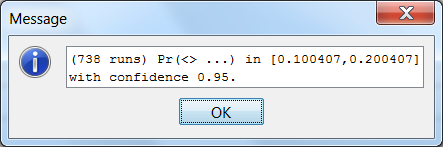 Message
(738 runs) Pr(<> ...) in [0.100407,0.200407]
with confidence 0.95.
OK